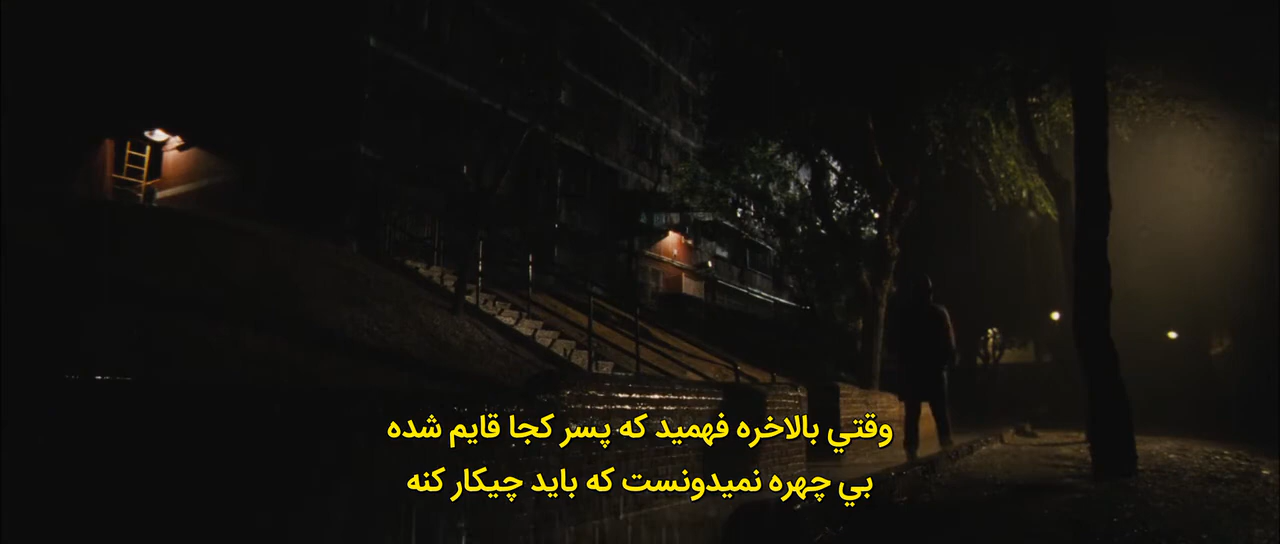 وقتي بالاخره فهميد که پسر کجا قايم شده
بي چهره نميدونست که بايد چيکار کنه